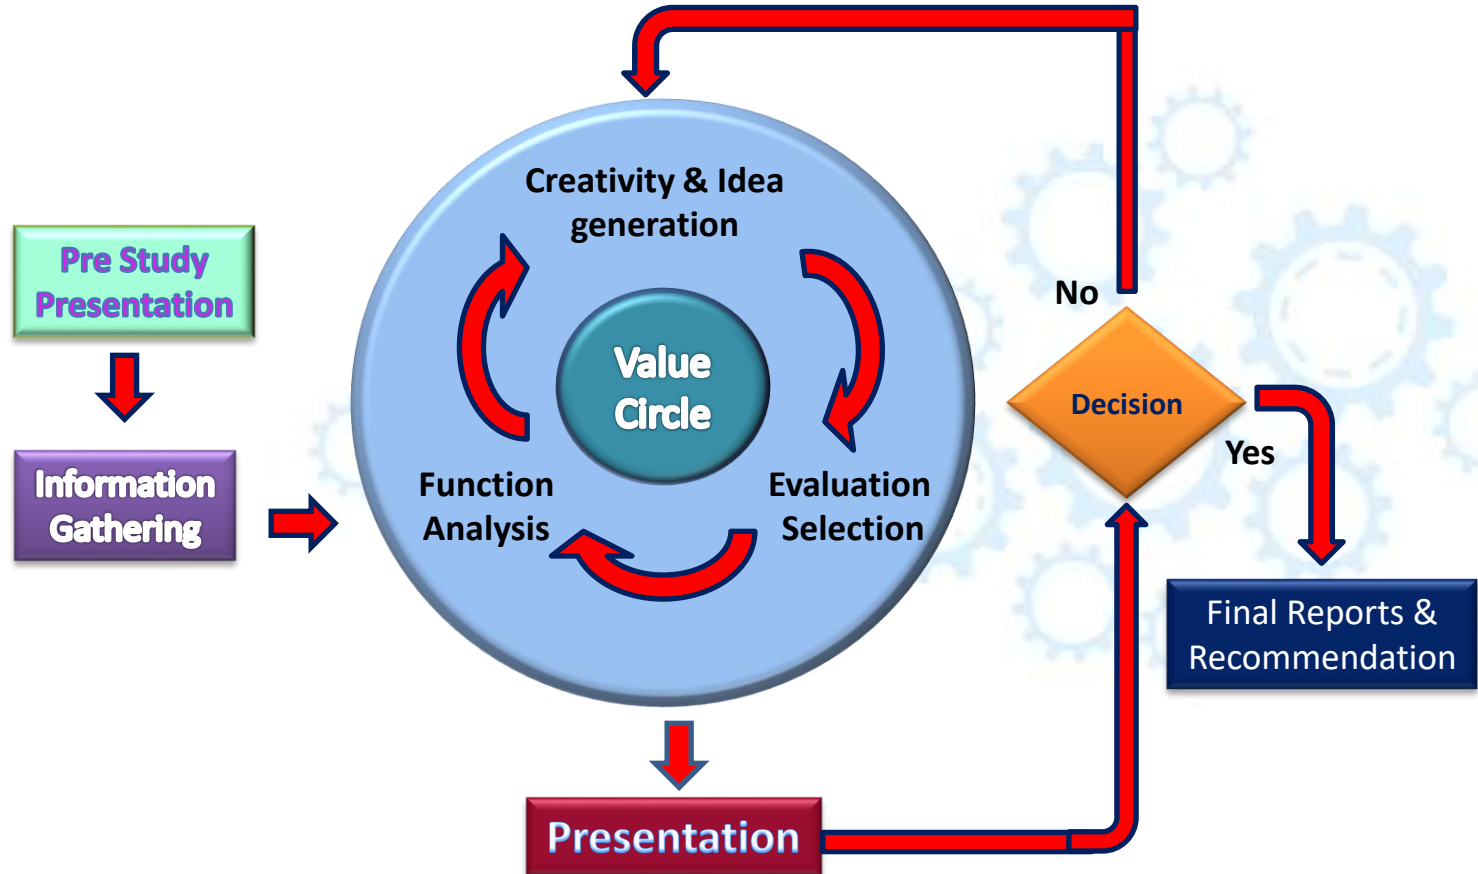 Pre Study
Presentation
Information
Gathering
Creativity & Idea
generation
Value
Circle
Function
Analysis
Evaluation
Selection
Presentation
No
Decision
Yes
Final Reports &
Recommendation